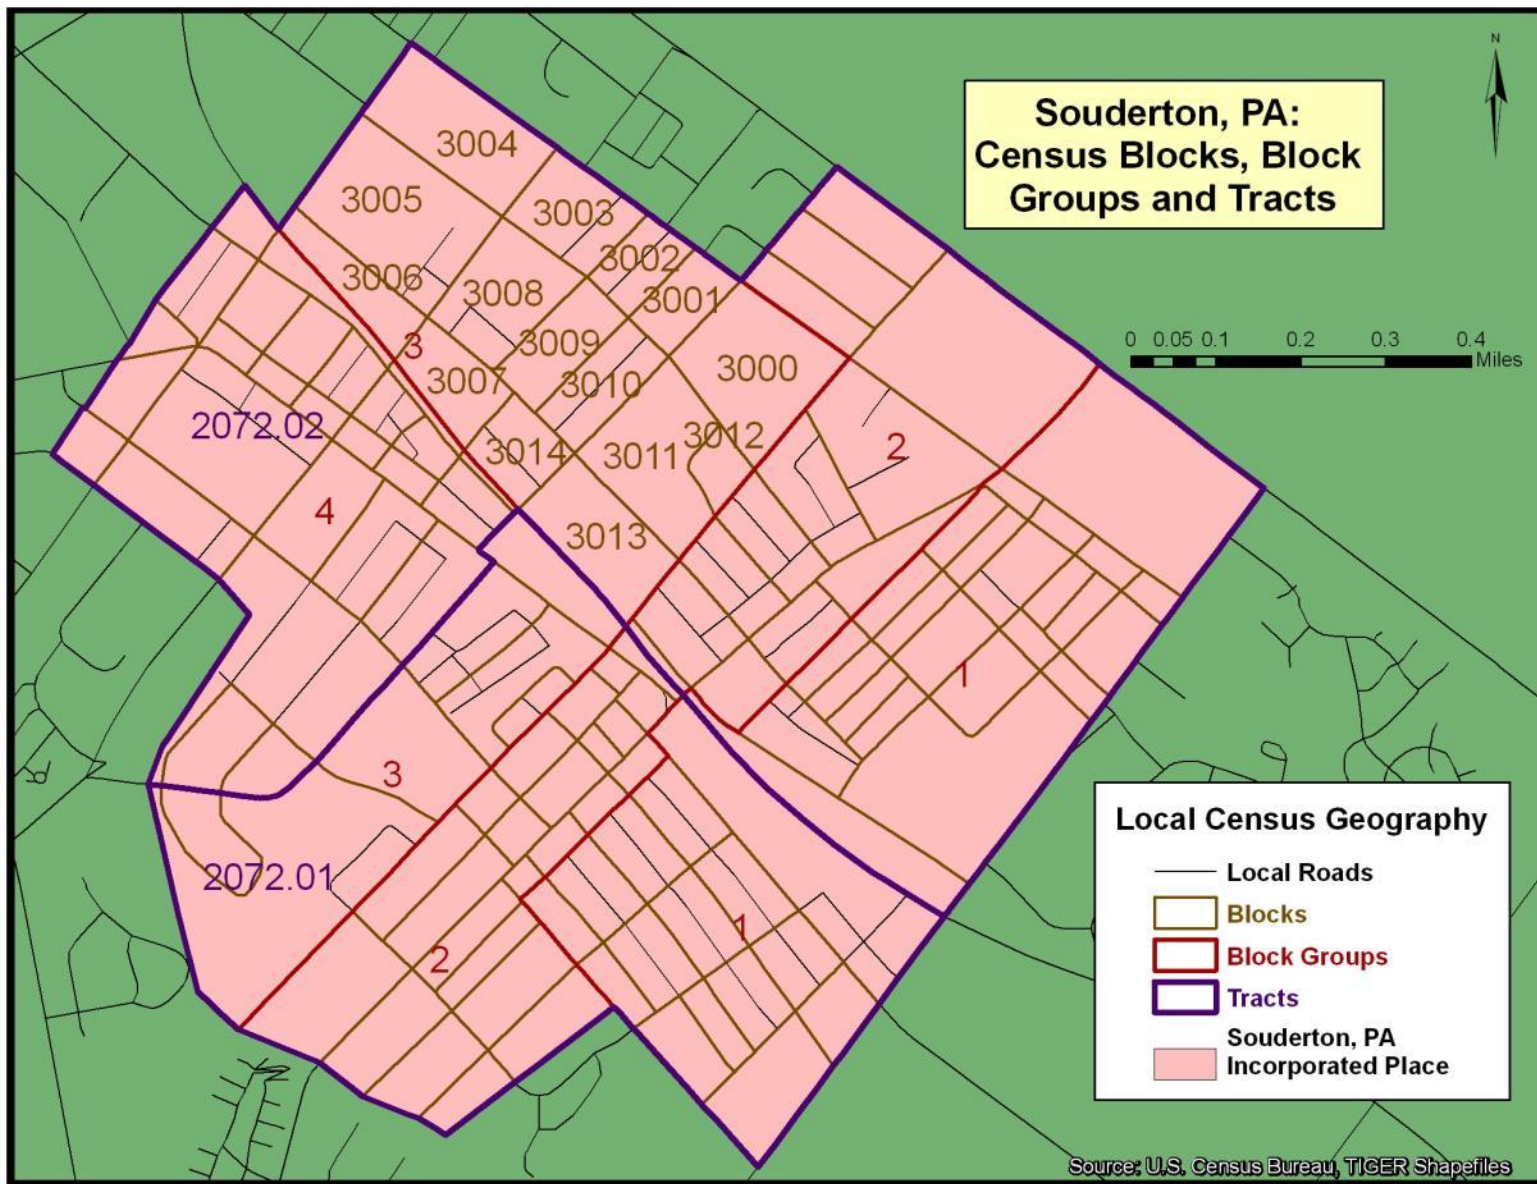 N
Souderton, PA:
Census Blocks, Block
Groups and Tracts
3004
3005
3003
3002
3006
3008
3001
3
3009
3000
3007
3010
0 0.05 0.1 0.2 0.3 0.4
Miles
2072.02
3014
3011
3012
2
4
3013
1
3
2072.01
2
1
Local Census Geography
Local Roads
Blocks
Block Groups
Tracts
Souderton, PA
Incorporated Place
Source: U.S. Census Bureau, TIGER Shapefiles